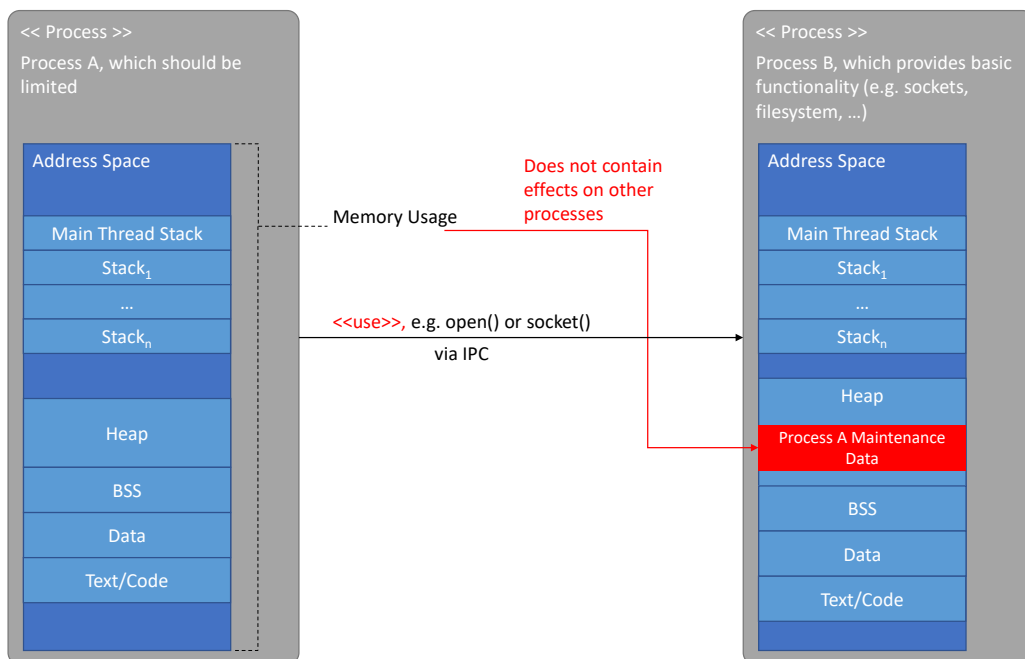 << Process >>
Process A, which should be
limited
Address Space
Main Thread Stack
Stack1
...
Stackn
Heap
BSS
Data
Text/Code
Memory Usage
Does not contain
effects on other
processes
<<use>>, e.g. open() or socket()
via IPC
<< Process >>
Process B, which provides basic
functionality (e.g. sockets,
filesystem, ...)
Address Space
Main Thread Stack
Stack1
...
Stackn
Heap
Process A Maintenance
Data
BSS
Data
Text/Code